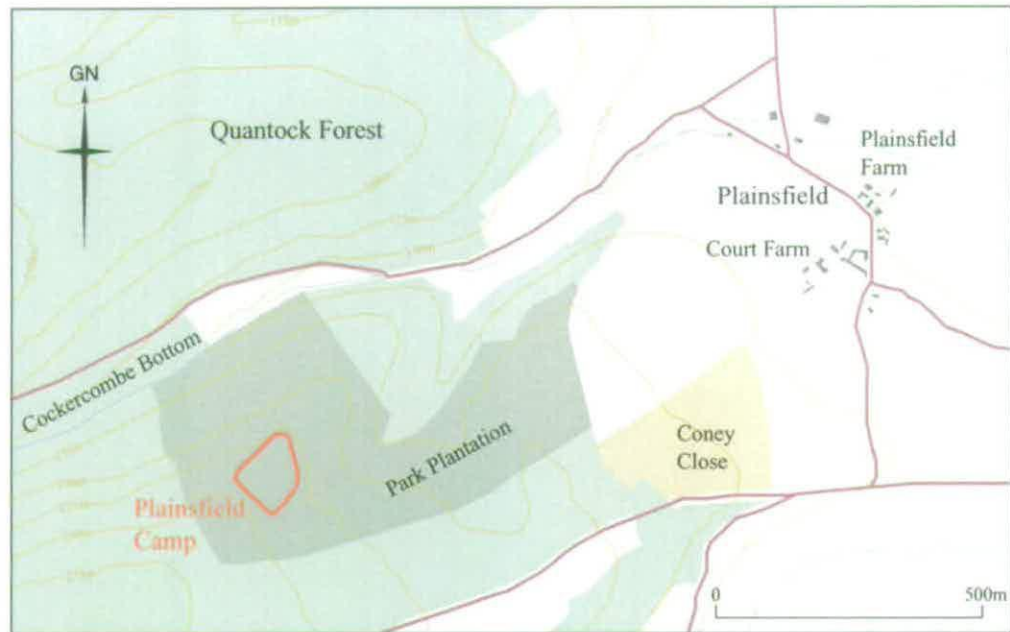 GN
Quantock Forest
Plainsfield
Farm
Plainsfield
Court Farm
Cockercombe Bottom
Park Plantation
Coney
Close
Plainsfield
Camp
0
500m